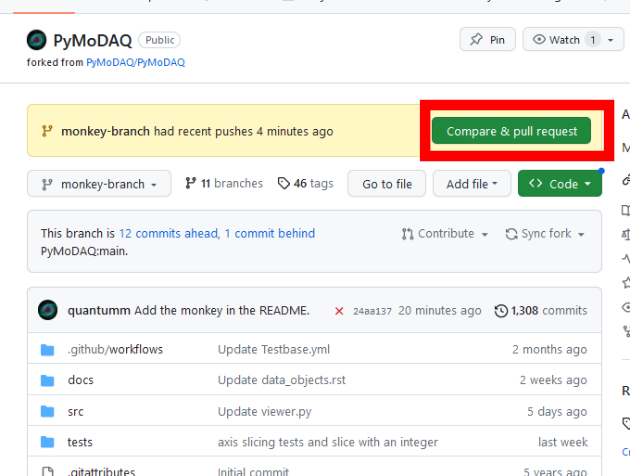 PyMoDAQ Public Pin Watch 1
forked from PyMoDAQ/PyMoDAQ
monkey-branch had recent pushes 4 minutes ago Compare & pull request
monkey-branch 11 branches 46 tags Go to file Add file Code
This branch is 12 commits ahead, 1 commit behind Contribute Sync fork
PyMoDAQ:main.
quantumm Add the monkey in the README. 24aa137 20 minutes ago 1,308 commits
.github/workflows Update Testbase.yml 2 months ago
docs Update data_objects.rst 2 weeks ago
src Update viewer.py 5 days ago
tests axis slicing tests and slice with an integer last week
.gitattributes Initial commit 5 years ago